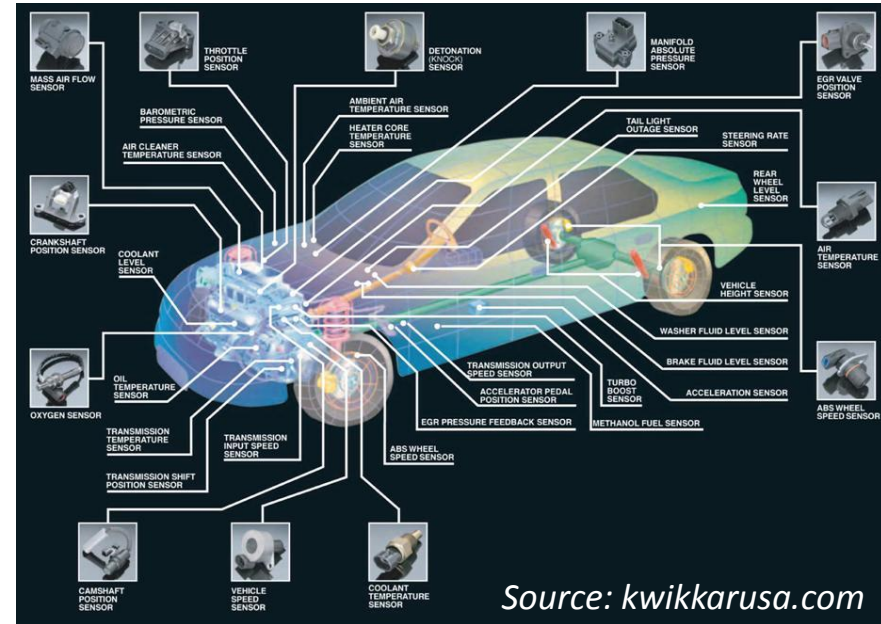 MASS AIR FLOW
SENSOR
THROTTLE
POSITION
SENSOR
DETONATION
(KNOCK)
SENSOR
MANIFOLD
ABSOLUTE
PRESSURE
SENSOR
EGR VALVE
POSITION
SENSOR
BAROMETRIC
PRESSURE SENSOR
AMBIENT AIR
TEMPERATURE SENSOR
TAIL LIGHT
OUTAGE SENSOR
STEERING RATE
SENSOR
AIR CLEANER
TEMPERATURE SENSOR
HEATER CORE
TEMPERATURE
SENSOR
REAR
WHEEL LEVEL
SENSOR
CRANKSHAFT
POSITION SENSOR
AIR
TEMPERATURE
SENSOR
COOLANT
LEVEL
SENSOR
VEHICLE
HEIGHT SENSOR
WASHER FLUID LEVEL SENSOR
OXYGEN SENSOR
OIL
TEMPERATURE
SENSOR
TRANSMISSION OUTPUT
SPEED SENSOR
BRAKE FLUID LEVEL SENSOR
ACCELERATOR PEDAL
POSITION SENSOR
TURBO
BOOST
SENSOR
ACCELERATION SENSOR
ABS WHEEL
SPEED SENSOR
EGR PRESSURE FEEDBACK SENSOR
METHANOL FUEL SENSOR
TRANSMISSION
TEMPERATURE
SENSOR
TRANSMISSION
INPUT SPEED
SENSOR
ABS WHEEL
SPEED SENSOR
TRANSMISSION SHIFT
POSITION SENSOR
CAMSHAFT
POSITION
SENSOR
VEHICLE
SPEED
SENSOR
COOLANT
TEMPERATURE
SENSOR
Source: kwikkarusa.com